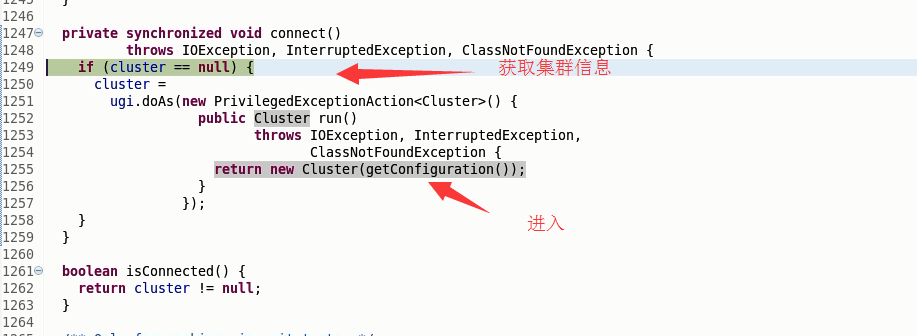 1246
1247 private synchronized void connect()
1248 throws IOException, InterruptedException, ClassNotFoundException {
1249 if (cluster == null) { 获取集群信息
1250 cluster =
1251 ugi.doAs(new PrivilegedExceptionAction<Cluster>() {
1252 public Cluster run()
1253 throws IOException, InterruptedException,
1254 ClassNotFoundException {
1255 return new Cluster(getConfiguration());
1256 }
1257 }); 进入
1258 }
1259 }
1260
1261 boolean isConnected() {
1262 return cluster != null;
1263 }
1264